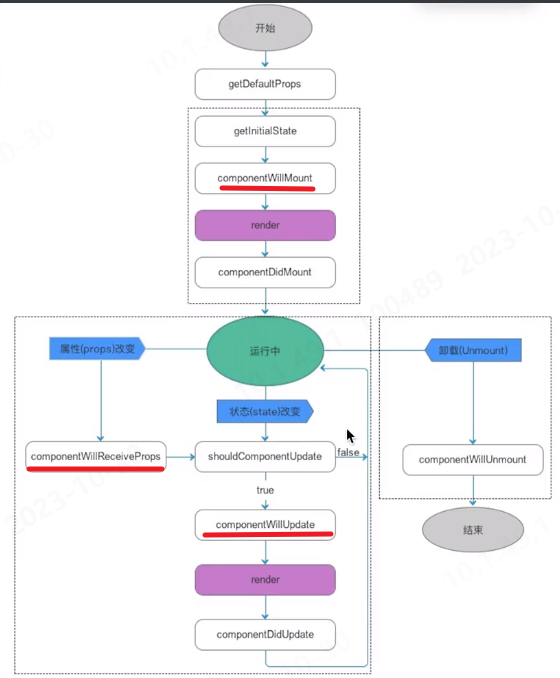 开始
getDefaultProps
getInitialState
componentWillMount
render
componentDidMount
属性(props)改变
运行中
卸载(Unmount)
状态(state)改变
componentWillReceiveProps
shouldComponentUpdate
false
componentWillUnmount
true
componentWillUpdate
结束
render
componentDidUpdate